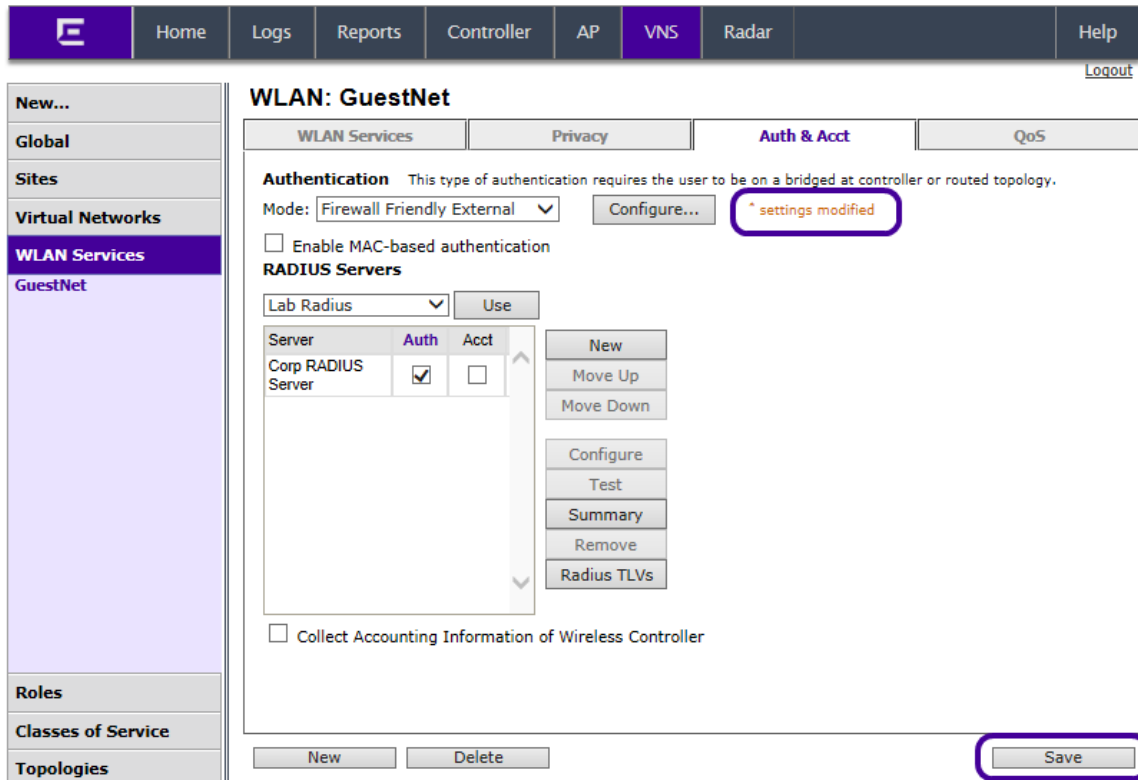 Home Logs Reports Controller AP VNS Radar Help
Logout
New...
Global
Sites
Virtual Networks
WLAN Services
GuestNet
Roles
Classes of Service
Topologies
WLAN: GuestNet
WLAN Services Privacy Auth & Acct QoS
Authentication This type of authentication requires the user to be on a bridged at controller or routed topology.
Mode: Firewall Friendly External Configure... * settings modified
Enable MAC-based authentication
RADIUS Servers
Lab Radius Use
Server Auth Acct
Corp RADIUS
Server
New
Move Up
Move Down
Configure
Test
Summary
Remove
Radius TLVs
Collect Accounting Information of Wireless Controller
New Delete Save